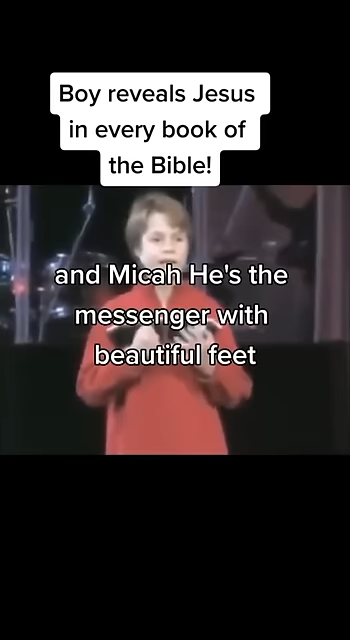 Boy reveals Jesus
in every book of
the Bible!
and Micah He's the
messenger with
beautiful feet